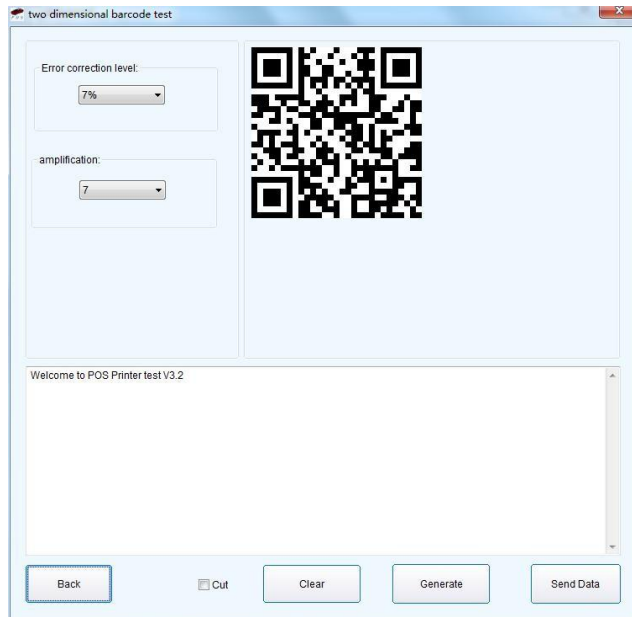 two dimensional barcode test
Error correction level:
7%
amplification:
7
Welcome to POS Printer test V3.2
Back
Cut
Clear
Generate
Send Data